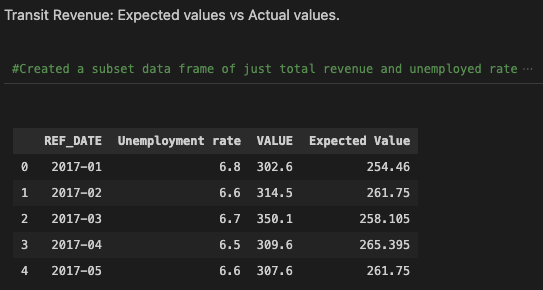 Transit Revenue: Expected values vs Actual values.
#Created a subset data frame of just total revenue and unemployed rate ···
REF_DATE Unemployment rate VALUE Expected Value
0 2017-01 6.8 302.6 254.46
1 2017-02 6.6 314.5 261.75
2 2017-03 6.7 350.1 258.105
3 2017-04 6.5 309.6 265.395
4 2017-05 6.6 307.6 261.75